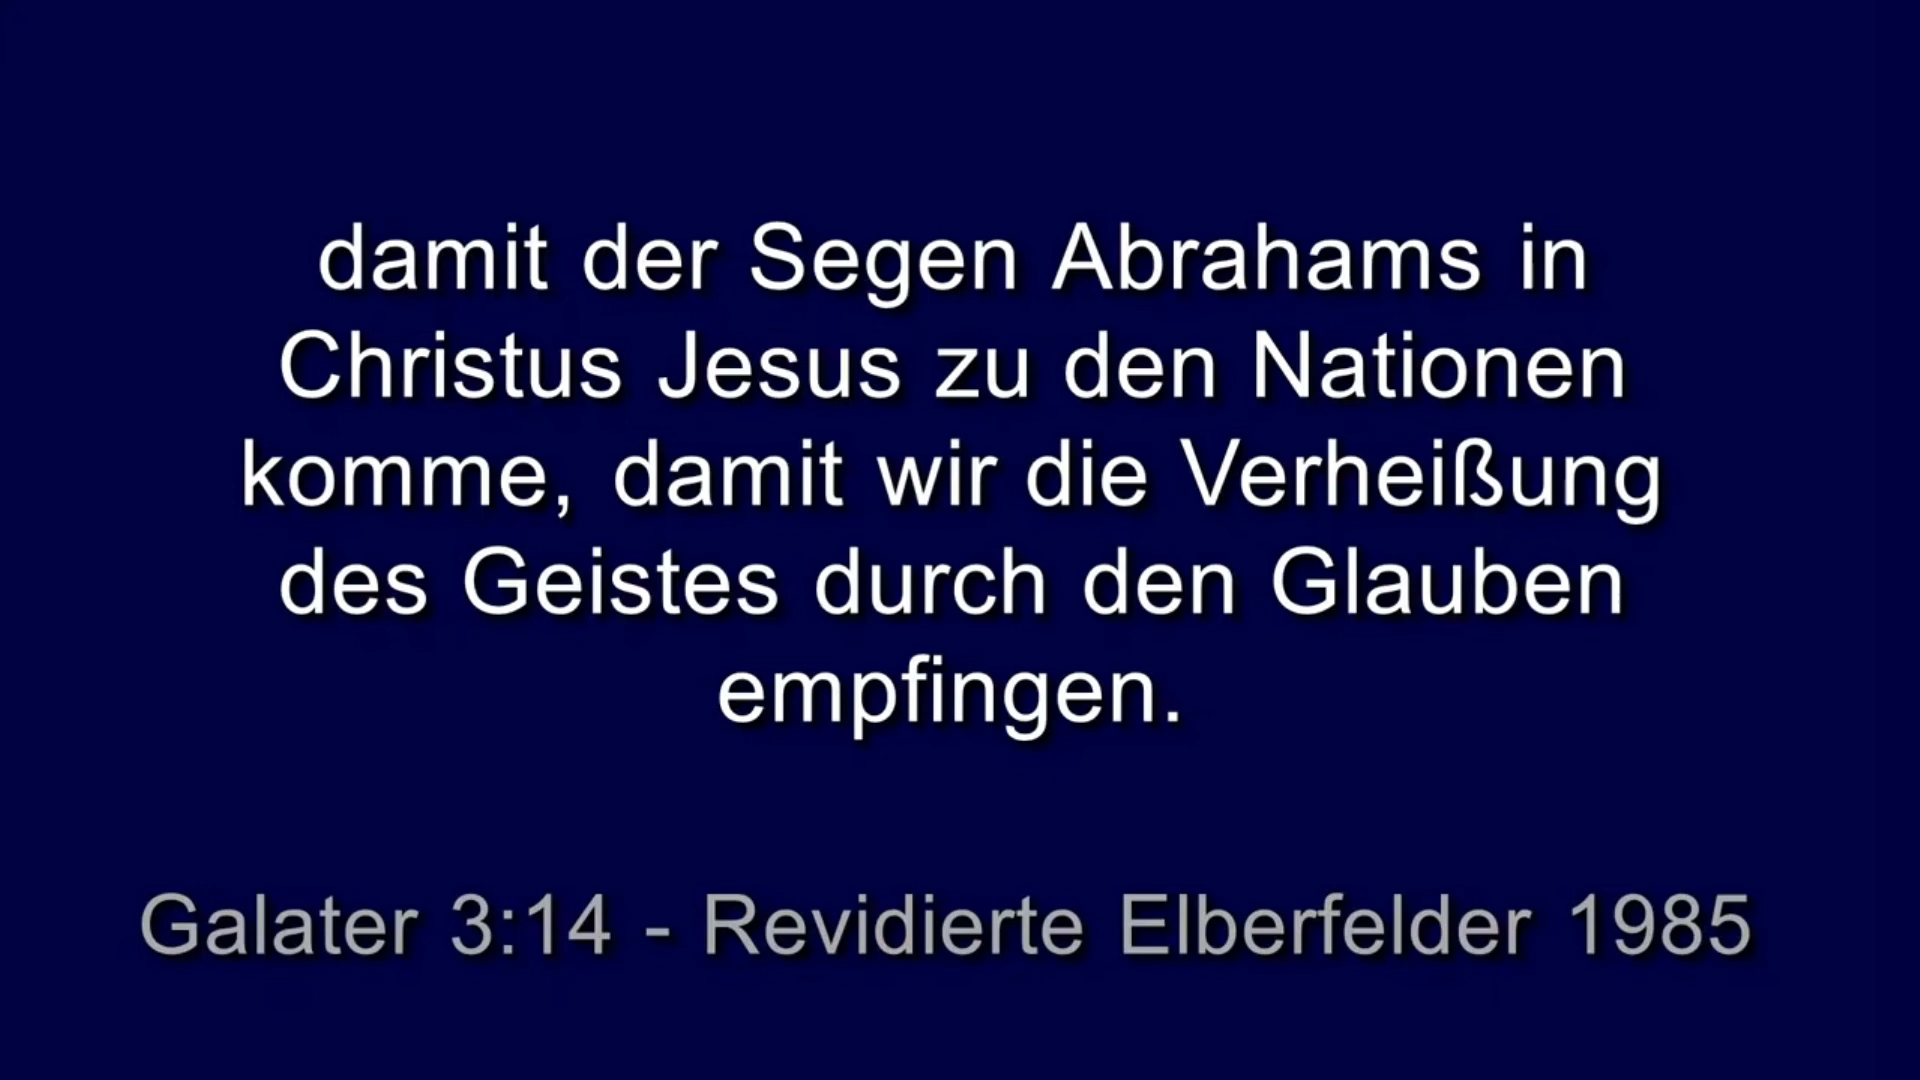 damit der Segen Abrahams in
Christus Jesus zu den Nationen
komme, damit wir die Verheißung
des Geistes durch den Glauben
empfingen.
Galater 3:14 - Revidierte Elberfelder 1985